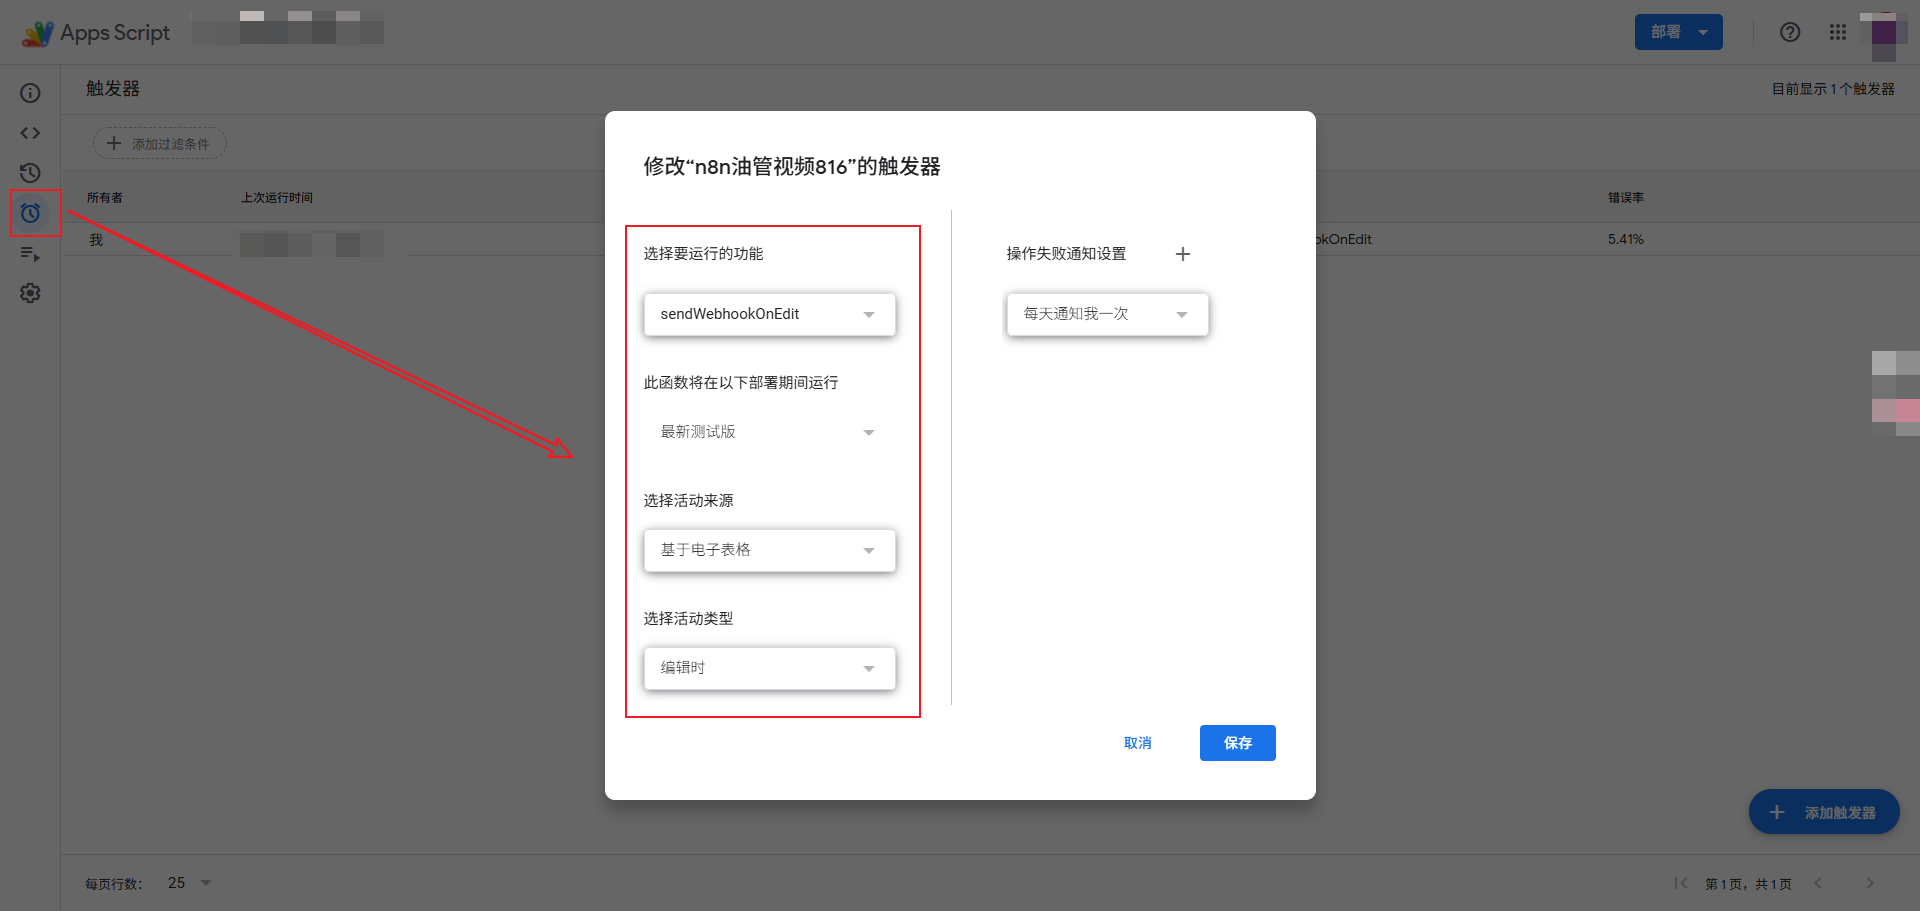 Apps Script
部署
触发器
目前显示 1 个触发器
添加过滤条件
所有者
上次运行时间
错误率
我
okOnEdit
5.41%
修改“n8n油管视频816”的触发器
选择要运行的功能
sendWebhookOnEdit
此函数将在以下部署期间运行
最新测试版
选择活动来源
基于电子表格
选择活动类型
编辑时
操作失败通知设置
每天通知我一次
取消
保存
添加触发器
每页行数：
25
第 1 页，共 1 页